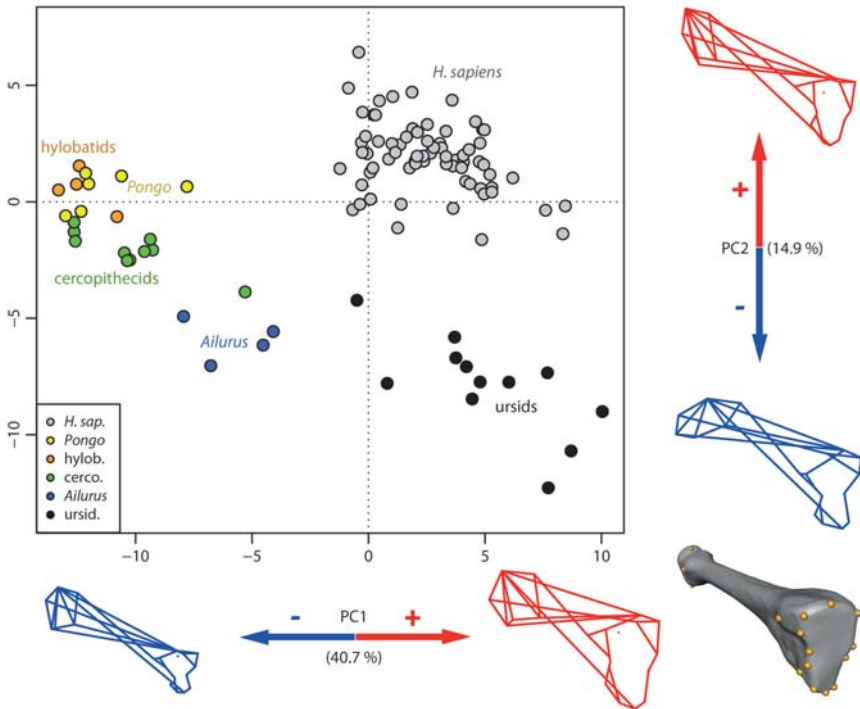 5
0
−5
−10
H. sapiens
hylobatids
Pongo
cercopithecids
Ailurus
ursids
H. sap.
Pongo
hylob.
cerco.
Ailurus
ursid.
−10
−5
0
5
10
+
PC2 (14.9 %)
-
- PC1 +
(40.7 %)